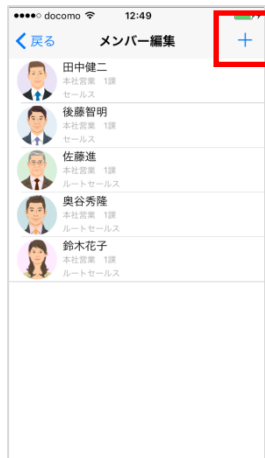 docomo 12:49
戻る メンバー編集 +
田中健二
本社営業 1課
セールス
後藤智明
本社営業 1課
セールス
佐藤進
本社営業 1課
ルートセールス
奥谷秀隆
本社営業 1課
ルートセールス
鈴木花子
本社営業 1課
ルートセールス